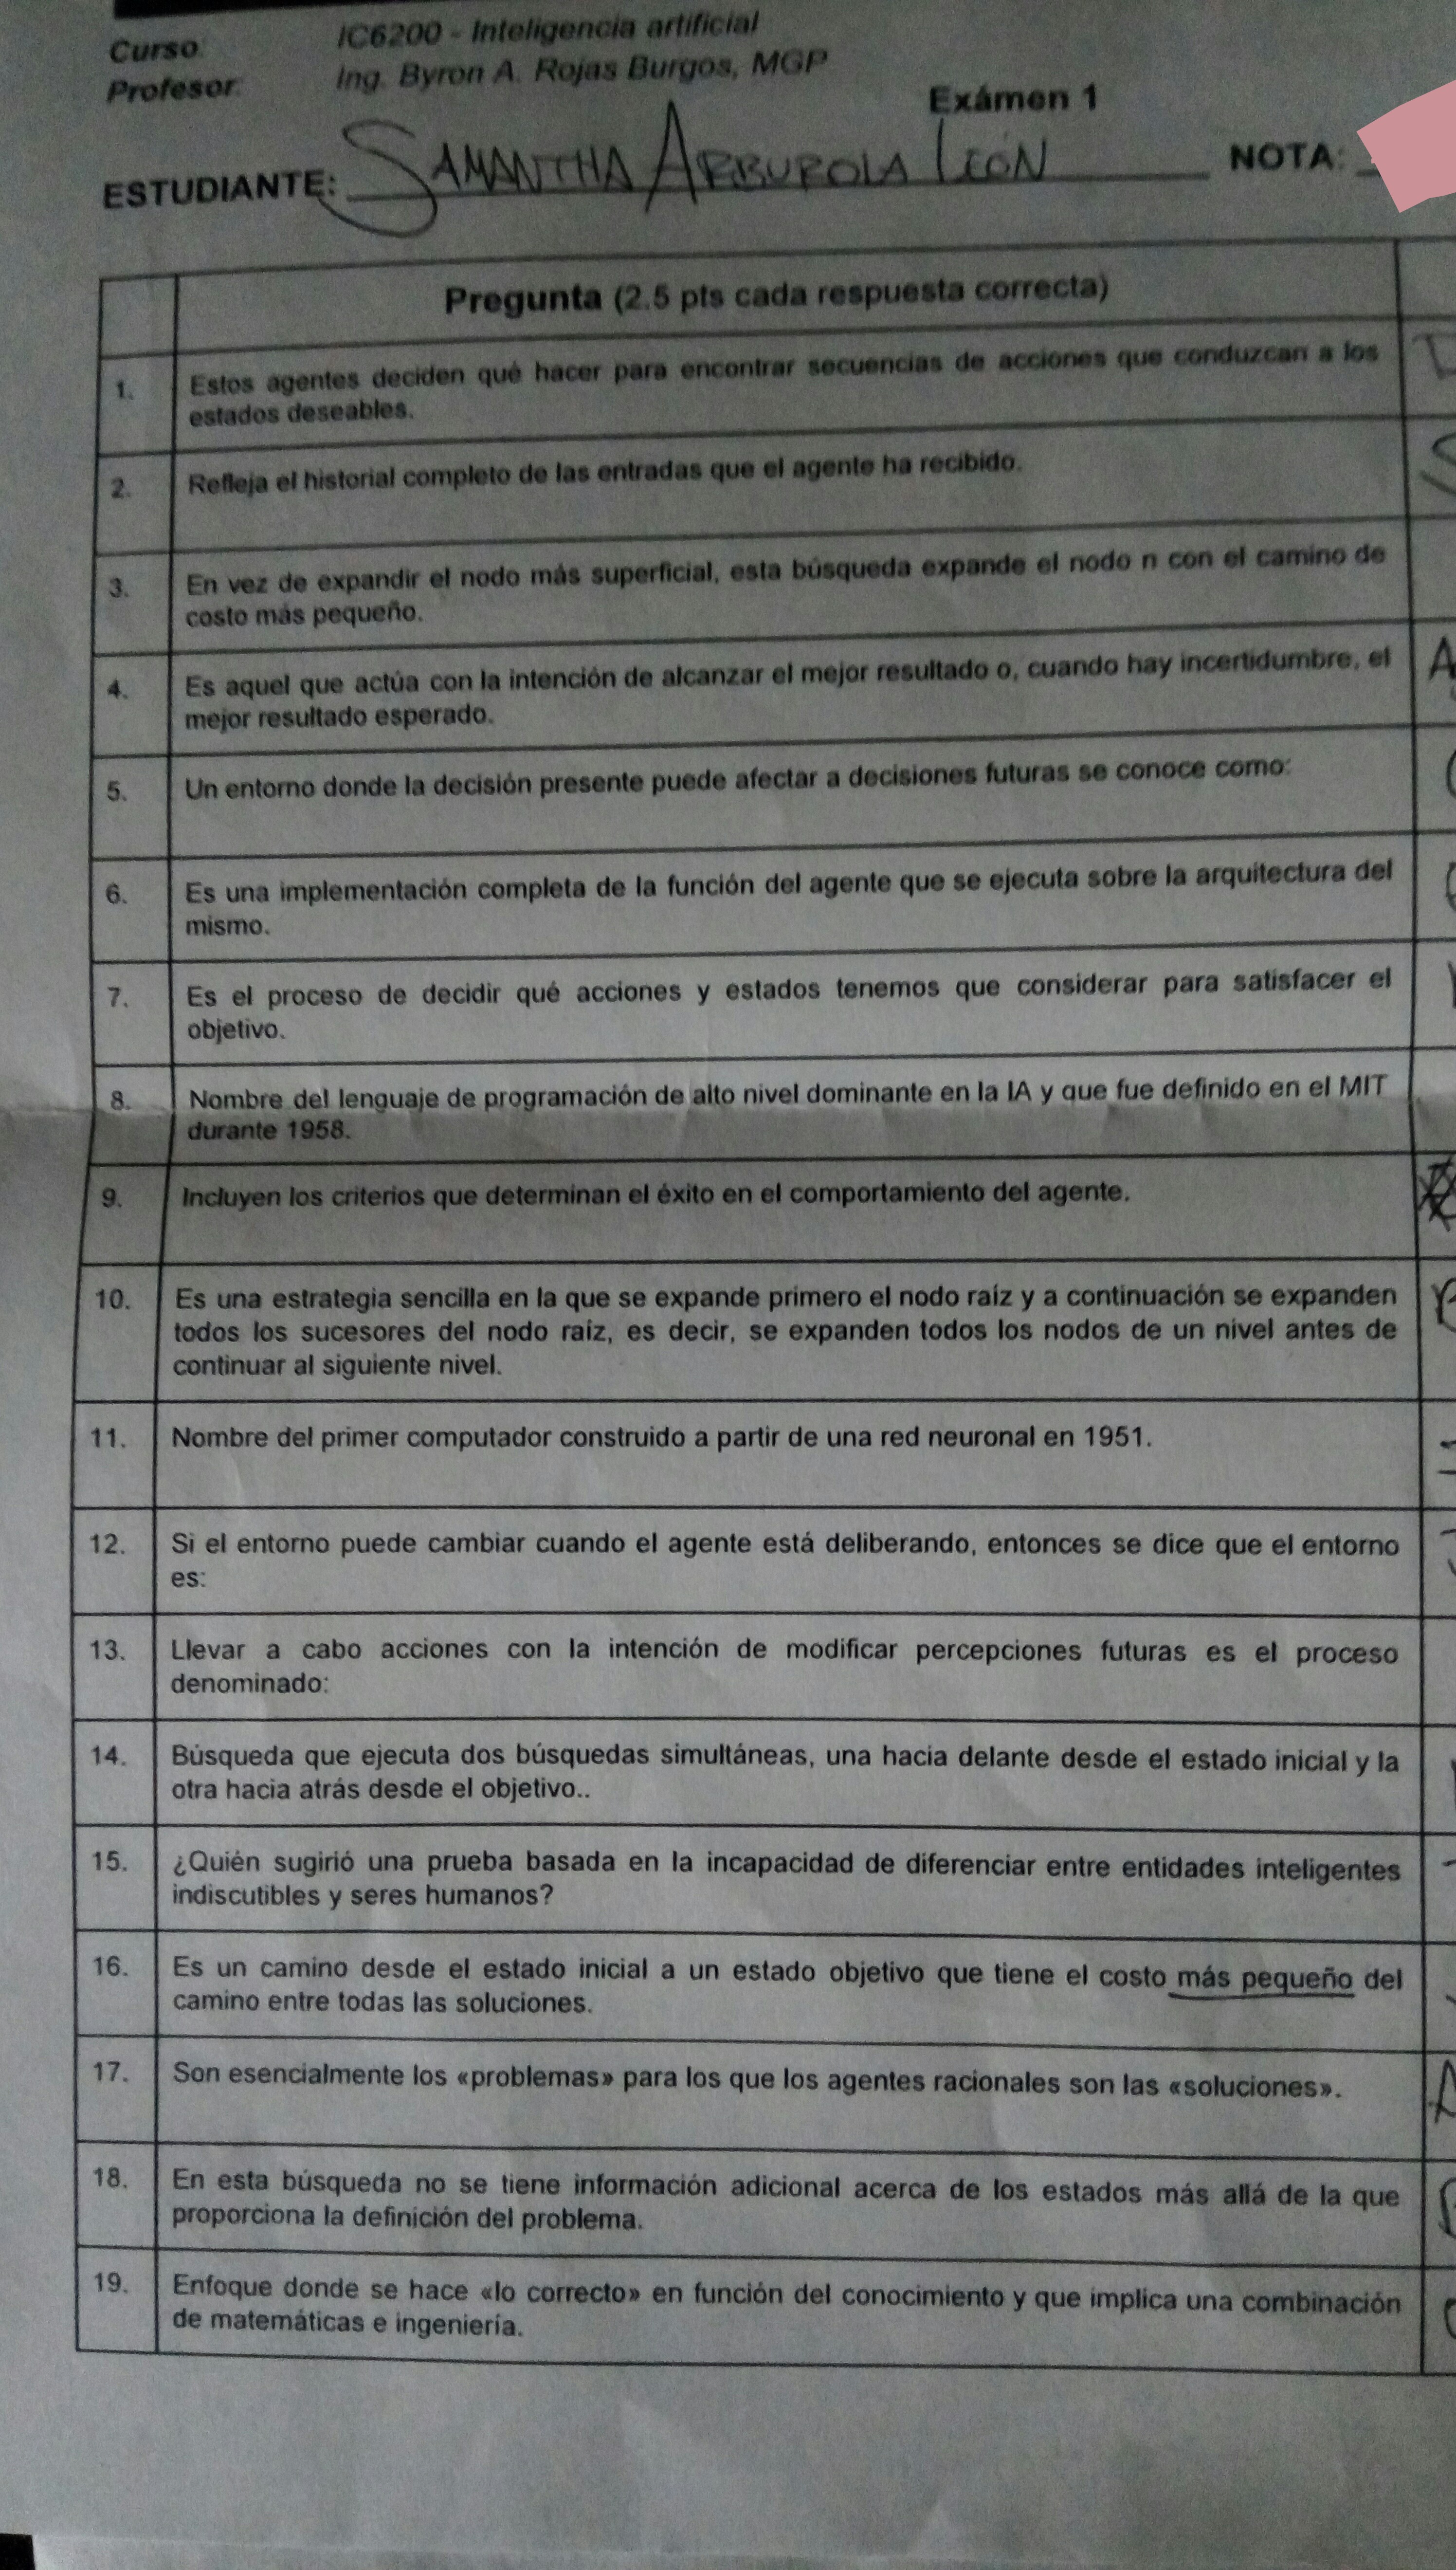 Curso: IC6200 - Inteligencia artificial
Profesor: Ing. Byron A. Rojas Burgos, MGP
Exámen 1
ESTUDIANTE: SAMANTHA LEON NOTA:
Pregunta (2.5 pts cada respuesta correcta)
1. Estos agentes deciden qué hacer para encontrar secuencias de acciones que conduzcan a los
estados deseables.
2. Refleja el historial completo de las entradas que el agente ha recibido.
3. En vez de expandir el nodo más superficial, esta búsqueda expande el nodo n con el camino de
costo más pequeño.
4. Es aquel que actúa con la intención de alcanzar el mejor resultado o, cuando hay incertidumbre, el
mejor resultado esperado.
5. Un entorno donde la decisión presente puede afectar a decisiones futuras se conoce como:
6. Es una implementación completa de la función del agente que se ejecuta sobre la arquitectura del
mismo.
7. Es el proceso de decidir qué acciones y estados tenemos que considerar para satisfacer el
objetivo.
8. Nombre del lenguaje de programación de alto nivel dominante en la IA y que fue definido en el MIT
durante 1958.
9. Incluyen los criterios que determinan el éxito en el comportamiento del agente.
10. Es una estrategia sencilla en la que se expande primero el nodo raíz y a continuación se expanden
todos los sucesores del nodo raíz, es decir, se expanden todos los nodos de un nivel antes de
continuar al siguiente nivel.
11. Nombre del primer computador construido a partir de una red neuronal en 1951.
12. Si el entorno puede cambiar cuando el agente está deliberando, entonces se dice que el entorno
es:
13. Llevar a cabo acciones con la intención de modificar percepciones futuras es el proceso
denominado:
14. Búsqueda que ejecuta dos búsquedas simultáneas, una hacia delante desde el estado inicial y la
otra hacia atrás desde el objetivo..
15. ¿Quién sugirió una prueba basada en la incapacidad de diferenciar entre entidades inteligentes
indiscutibles y seres humanos?
16. Es un camino desde el estado inicial a un estado objetivo que tiene el costo más pequeño del
camino entre todas las soluciones.
17. Son esencialmente los «problemas» para los que los agentes racionales son las «soluciones».
18. En esta búsqueda no se tiene información adicional acerca de los estados más allá de la que
proporciona la definición del problema.
19. Enfoque donde se hace «lo correcto» en función del conocimiento y que implica una combinación
de matemáticas e ingeniería.